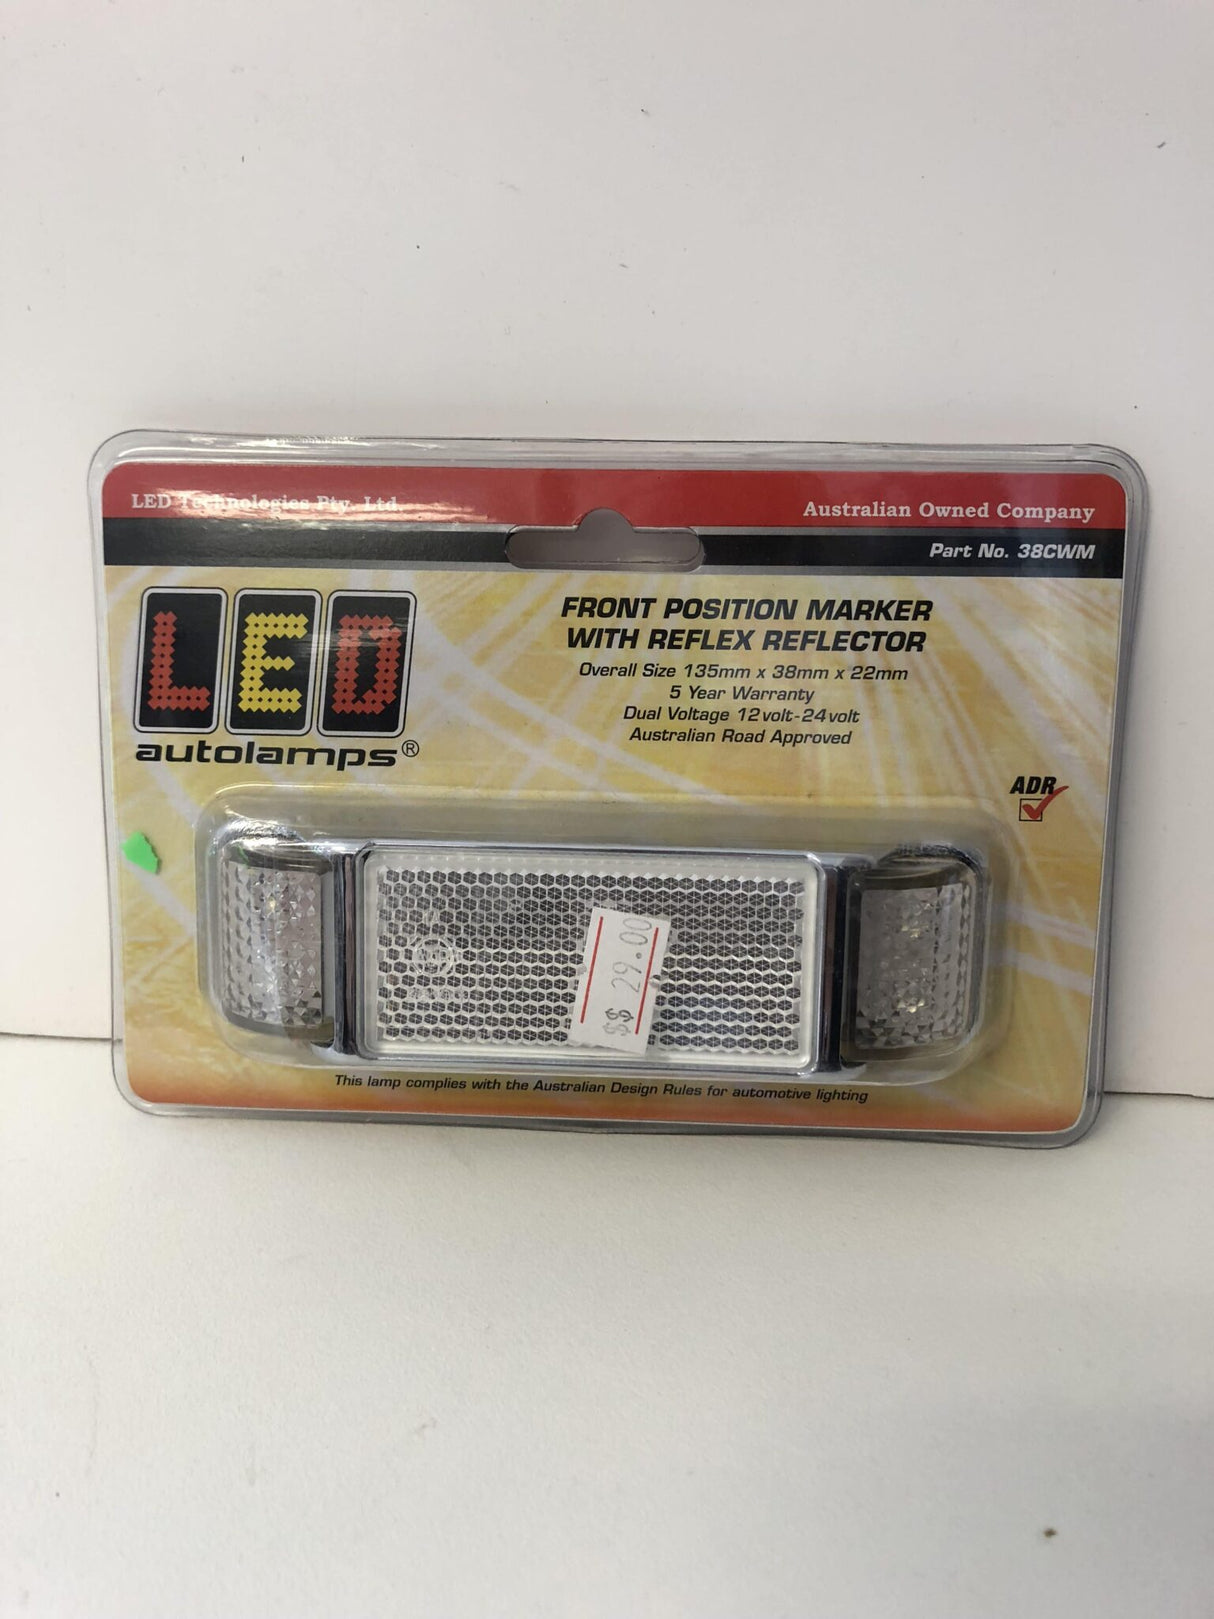 LED Technologies Pty. Ltd.
Australian Owned Company
Part No. 38CWM
LED
autolamps®
FRONT POSITION MARKER
WITH REFLEX REFLECTOR
Overall Size 135mm x 38mm x 22mm
5 Year Warranty
Dual Voltage 12volt-24volt
Australian Road Approved
ADR
$$ 29.00
This lamp complies with the Australian Design Rules for automotive lighting